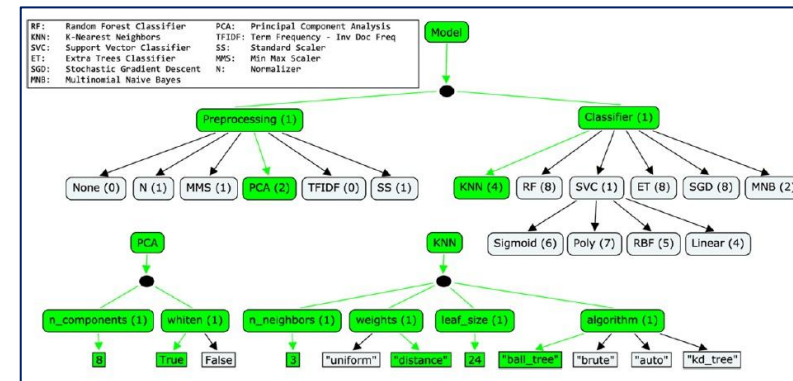 RF: Random Forest Classifier PCA: Principal Component Analysis
KNN: K-Nearest Neighbors TFIDF: Term Frequency - Inv Doc Freq
SVC: Support Vector Classifier SS: Standard Scaler
ET: Extra Trees Classifier MMS: Min Max Scaler
SGD: Stochastic Gradient Descent N: Normalizer
MNB: Multinomial Naive Bayes
Model
Preprocessing (1) Classifier (1)
None (0) N (1) MMS (1) PCA (2) TFIDF (0) SS (1) KNN (4) RF (8) SVC (1) ET (8) SGD (8) MNB (2)
Sigmoid (6) Poly (7) RBF (5) Linear (4)
PCA KNN
n_components (1) whiten (1) n_neighbors (1) weights (1) leaf_size (1) algorithm (1)
8 True False 3 "uniform" "distance" 24 "ball_tree" "brute" "auto" "kd_tree"